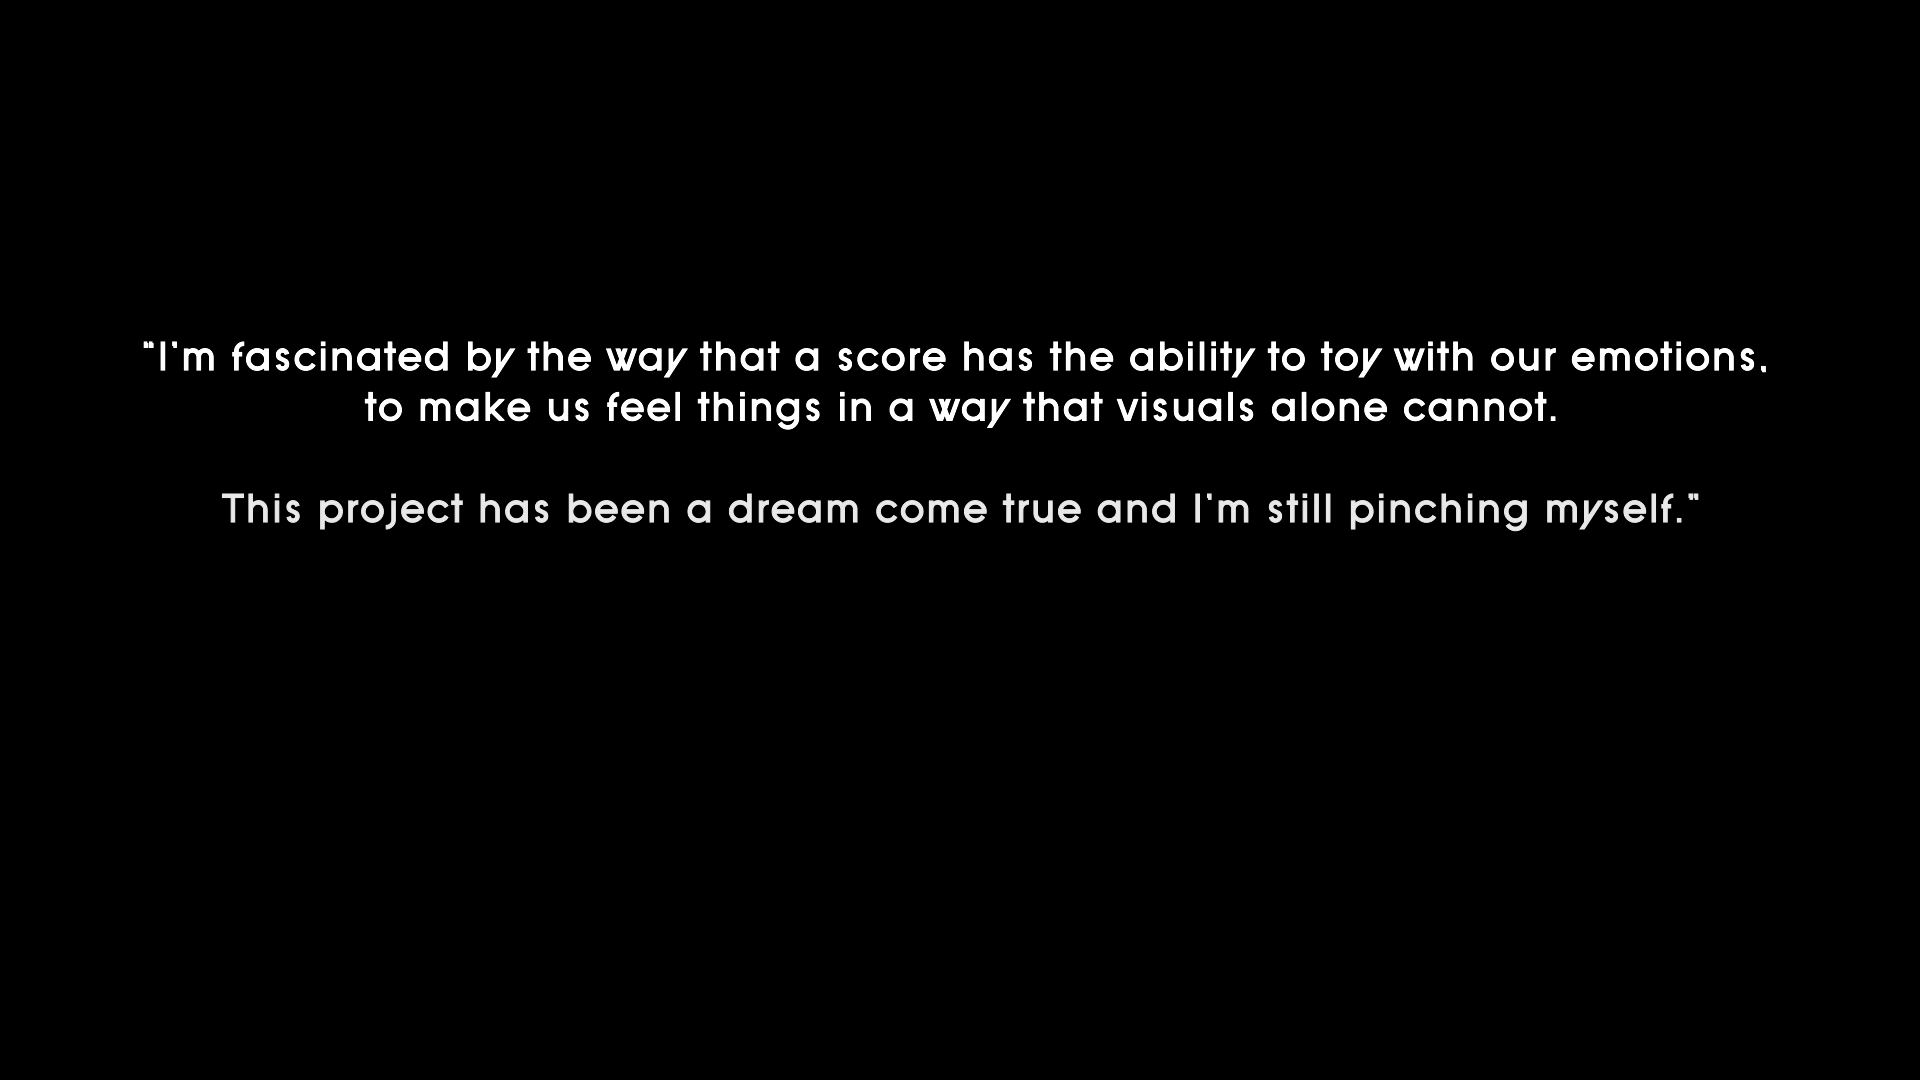 "I'm fascinated by the way that a score has the ability to toy with our emotions,
to make us feel things in a way that visuals alone cannot.
This project has been a dream come true and I'm still pinching myself."